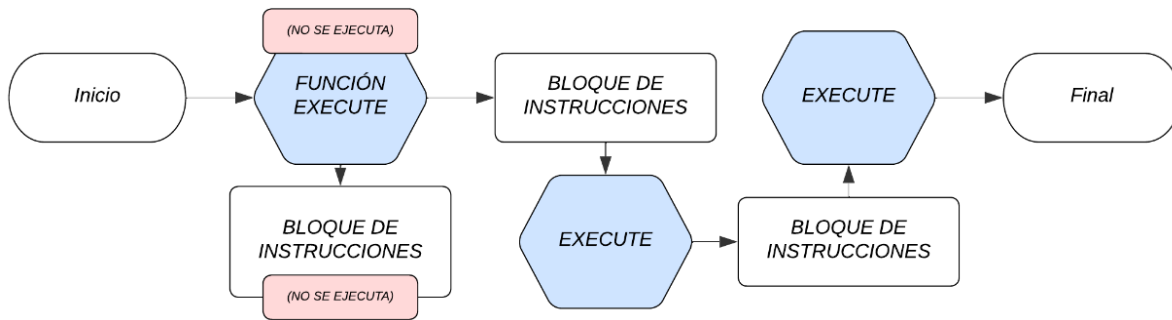 (NO SE EJECUTA)
Inicio
FUNCIÓN
EXECUTE
BLOQUE DE
INSTRUCCIONES
EXECUTE
Final
BLOQUE DE
INSTRUCCIONES
(NO SE EJECUTA)
EXECUTE
BLOQUE DE
INSTRUCCIONES